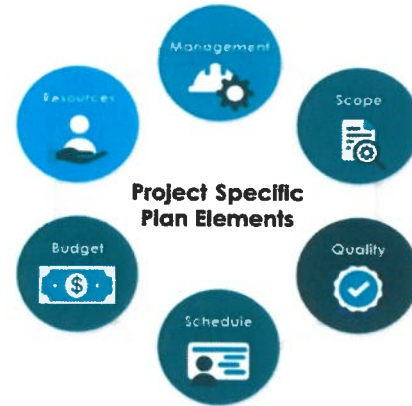 Management
Resources
Scope
Project Specific
Plan Elements
Budget
$
Quality
Schedule